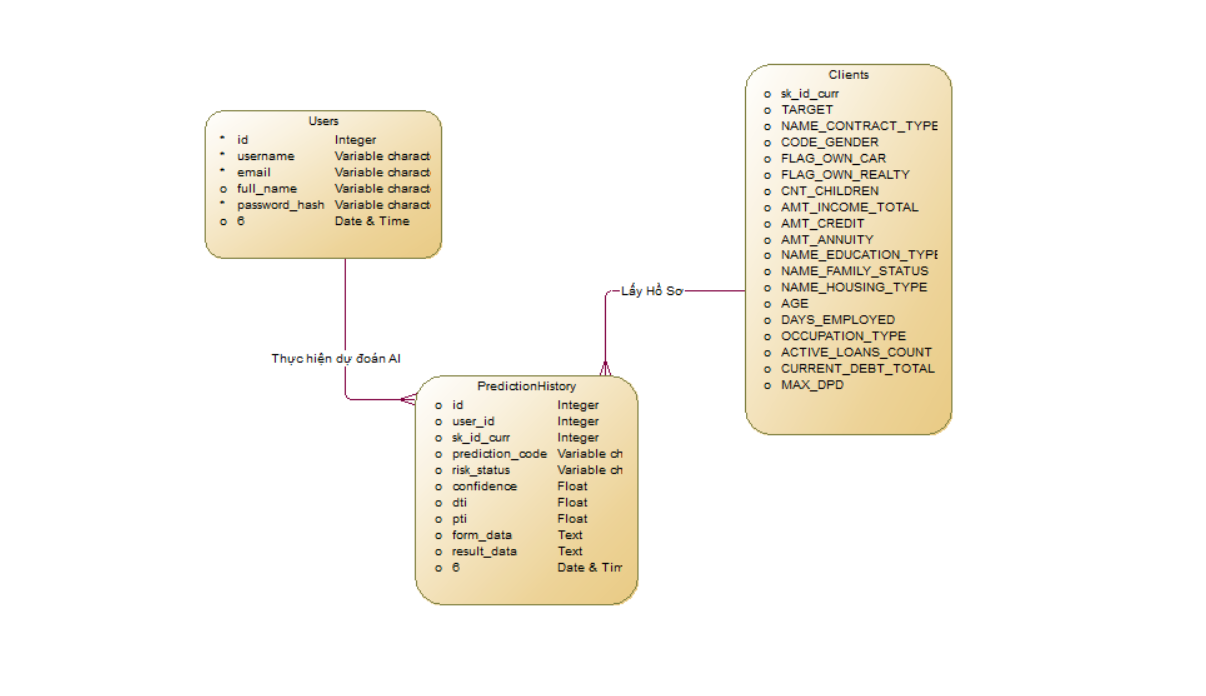 Users
* id Integer
* username Variable charact
* email Variable charact
o full_name Variable charact
* password_hash Variable charact
o 6 Date & Time
Thực hiện dự đoán AI
Lấy Hồ Sơ
Clients
o sk_id_curr
o TARGET
o NAME_CONTRACT_TYPE
o CODE_GENDER
o FLAG_OWN_CAR
o FLAG_OWN_REALTY
o CNT_CHILDREN
o AMT_INCOME_TOTAL
o AMT_CREDIT
o AMT_ANNUITY
o NAME_EDUCATION_TYPE
o NAME_FAMILY_STATUS
o NAME_HOUSING_TYPE
o AGE
o DAYS_EMPLOYED
o OCCUPATION_TYPE
o ACTIVE_LOANS_COUNT
o CURRENT_DEBT_TOTAL
o MAX_DPD
PredictionHistory
o id Integer
o user_id Integer
o sk_id_curr Integer
o prediction_code Variable ch
o risk_status Variable ch
o confidence Float
o dti Float
o pti Float
o form_data Text
o result_data Text
o 6 Date & Tim